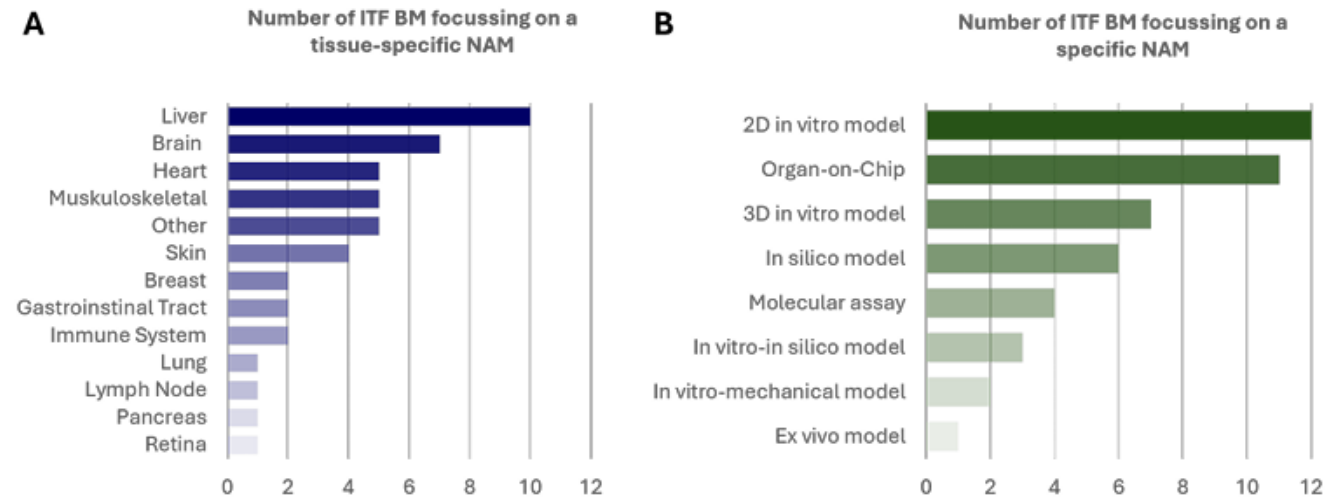 A
Number of ITF BM focussing on a
tissue-specific NAM
Liver
Brain
Heart
Muskuloskeletal
Other
Skin
Breast
Gastroinstinal Tract
Immune System
Lung
Lymph Node
Pancreas
Retina
0 2 4 6 8 10 12
B
Number of ITF BM focussing on a
specific NAM
2D in vitro model
Organ-on-Chip
3D in vitro model
In silico model
Molecular assay
In vitro-in silico model
In vitro-mechanical model
Ex vivo model
0 2 4 6 8 10 12